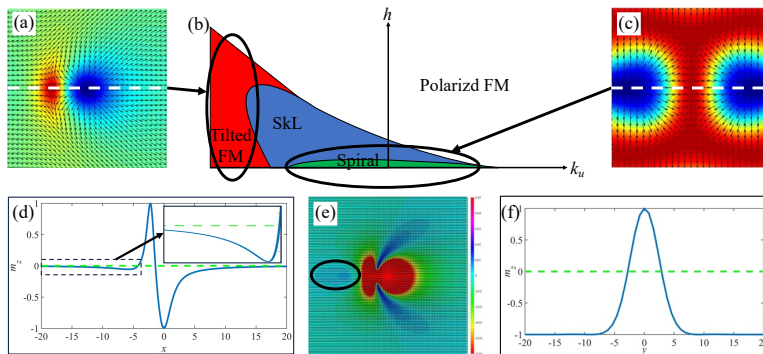 (a)
(b)
h
(c)
Polarizd FM
SkL
Tilted
FM
Spiral
k_u
(d)
1
0.5
0
-0.5
-1
m_z
-20 -15 -10 -5 0 5 10 15 20
x
(e)
(f)
1
0.5
0
-0.5
-1
m_z
-20 -15 -10 -5 0 5 10 15 20
y